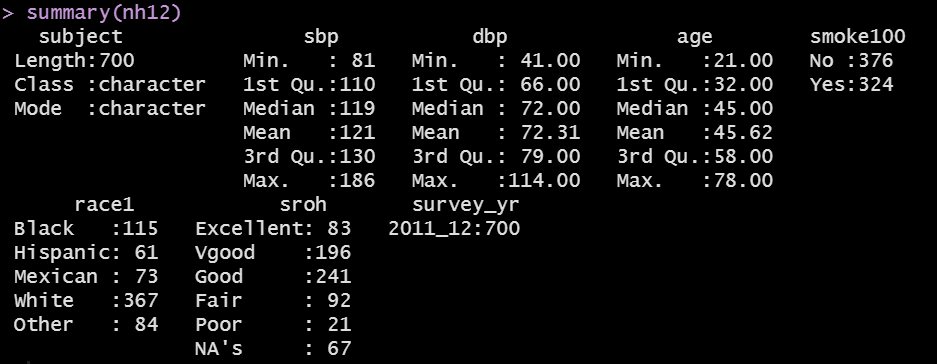 > summary(nh12)
   subject               sbp             dbp              age        smoke100 
 Length:700         Min.   : 81   Min.   : 41.00   Min.   :21.00   No :376  
 Class :character   1st Qu.:110   1st Qu.: 66.00   1st Qu.:32.00   Yes:324  
 Mode  :character   Median :119   Median : 72.00   Median :45.00            
                    Mean   :121   Mean   : 72.31   Mean   :45.62            
                    3rd Qu.:130   3rd Qu.: 79.00   3rd Qu.:58.00            
                    Max.   :186   Max.   :114.00   Max.   :78.00            
      race1            sroh       survey_yr  
 Black   :115   Excellent: 83   2011_12:700  
 Hispanic: 61   Vgood    :196                
 Mexican : 73   Good     :241                
 White   :367   Fair     : 92                
 Other   : 84   Poor     : 21                
                NA's     : 67